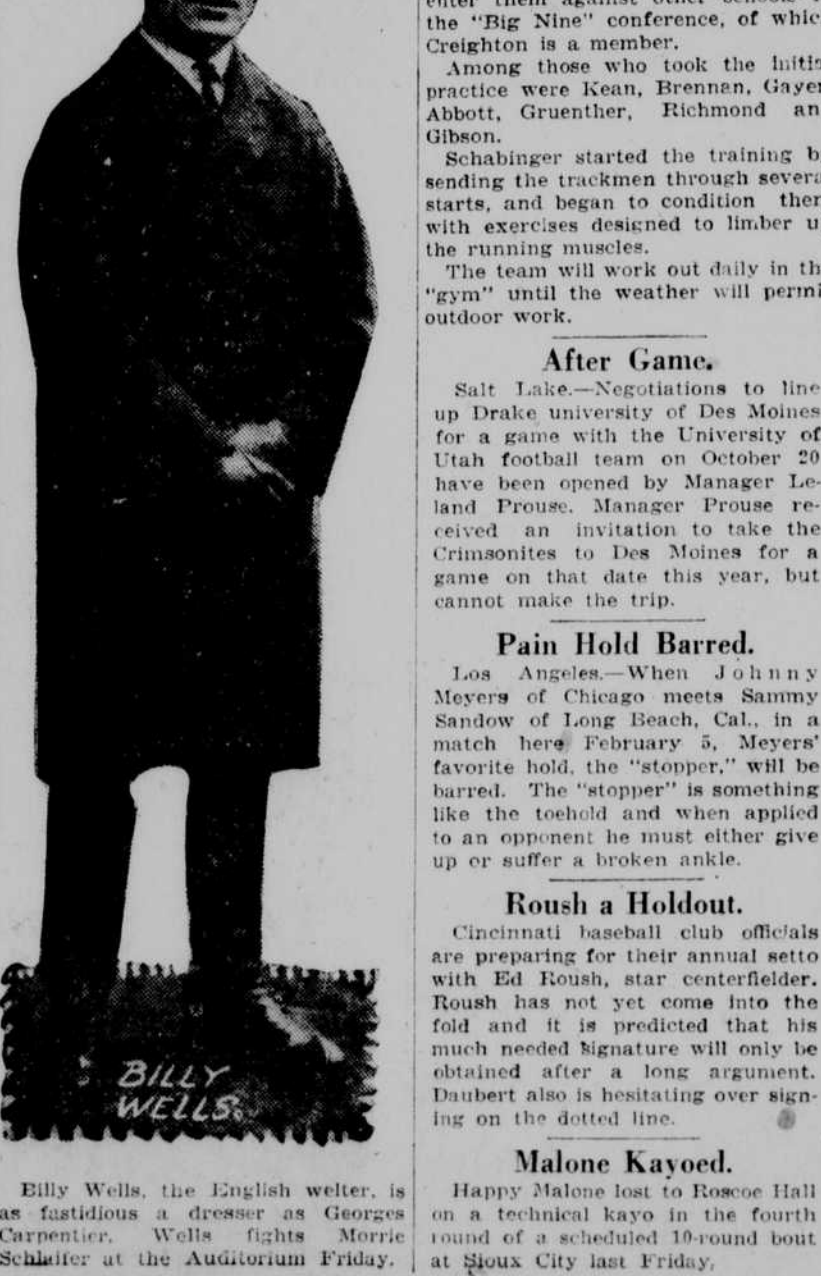 BILLY
WELLS.
Billy Wells, the English welter, is
as fastidious a dresser as Georges
Carpentier. Wells fights Morrie
Schlaifer at the Auditorium Friday.
the "Big Nine" conference, of whic
Creighton is a member.
Among those who took the initia
practice were Kean, Brennan, Gayer
Abbott, Gruenther, Richmond an
Gibson.
Schabinger started the training b
sending the trackmen through severa
starts, and began to condition them
with exercises designed to limber u
the running muscles.
The team will work out daily in th
"gym" until the weather will permi
outdoor work.
After Game.
Salt Lake.—Negotiations to line
up Drake university of Des Moines
for a game with the University of
Utah football team on October 20
have been opened by Manager Le-
land Prouse. Manager Prouse re-
ceived an invitation to take the
Crimsonites to Des Moines for a
game on that date this year, but
cannot make the trip.
Pain Hold Barred.
Los Angeles.—When Johnny
Meyers of Chicago meets Sammy
Sandow of Long Beach, Cal., in a
match here February 5, Meyers'
favorite hold, the "stopper," will be
barred. The "stopper" is something
like the toehold and when applied
to an opponent he must either give
up or suffer a broken ankle.
Roush a Holdout.
Cincinnati baseball club officials
are preparing for their annual setto
with Ed Roush, star centerfielder.
Roush has not yet come into the
fold and it is predicted that his
much needed signature will only be
obtained after a long argument.
Daubert also is hesitating over sign-
ing on the dotted line.
Malone Kayoed.
Happy Malone lost to Roscoe Hall
on a technical kayo in the fourth
round of a scheduled 10-round bout
at Sioux City last Friday.